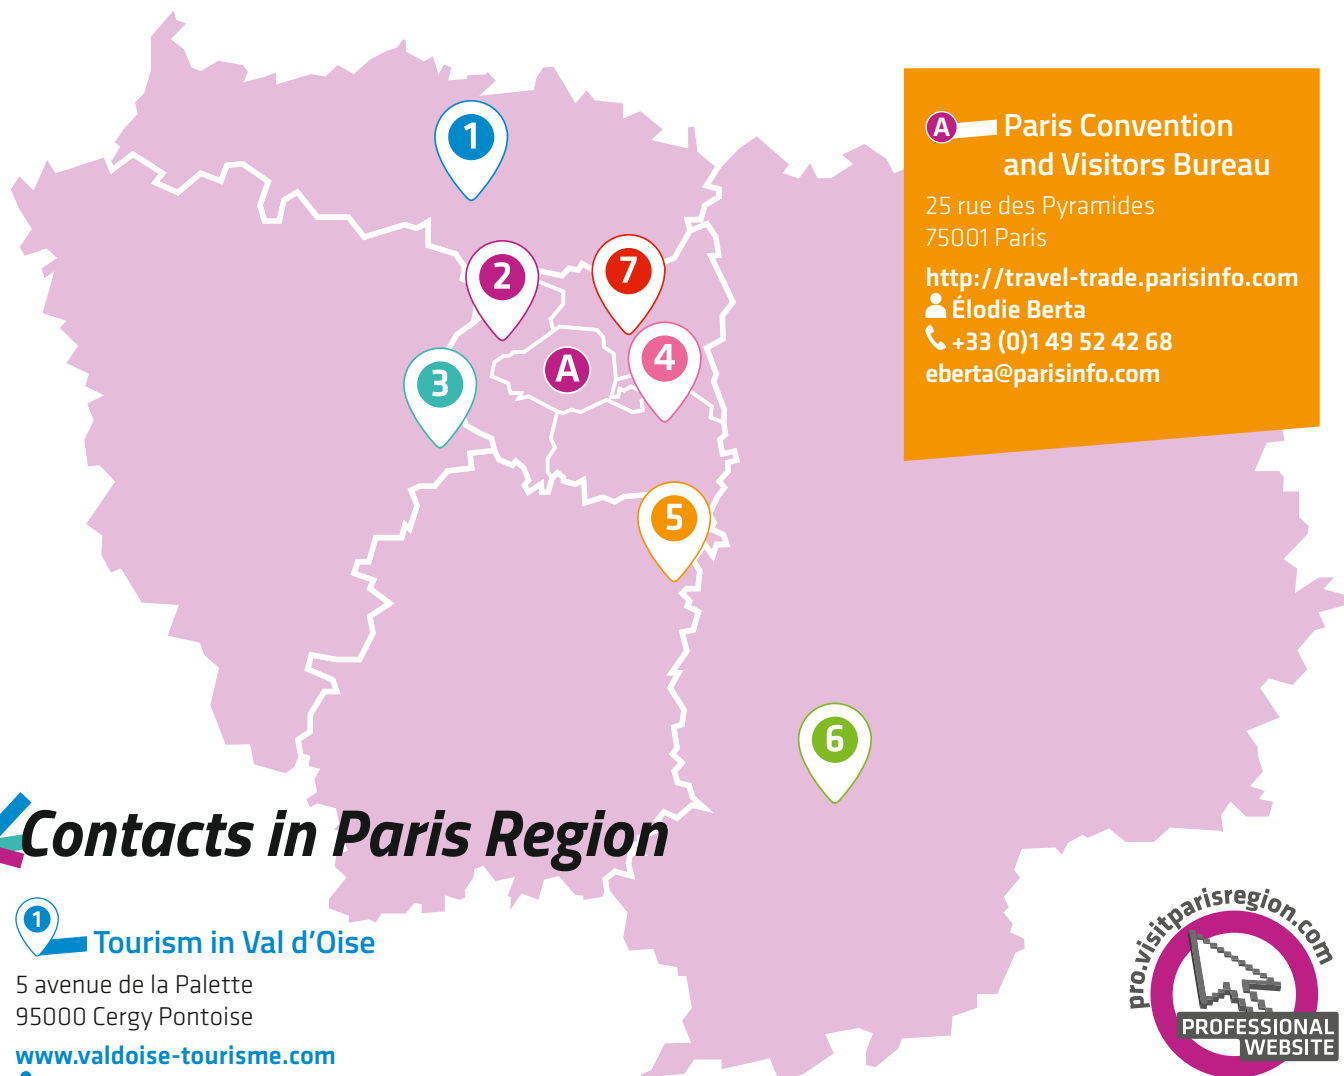 1
2
7
A
3
4
5
6
A Paris Convention
and Visitors Bureau
25 rue des Pyramides
75001 Paris
http://travel-trade.parisinfo.com
Élodie Berta
+33 (0)1 49 52 42 68
eberta@parisinfo.com
Contacts in Paris Region
1 Tourism in Val d’Oise
5 avenue de la Palette
95000 Cergy Pontoise
www.valdoise-tourisme.com
pro.visitparisregion.com
PROFESSIONAL
WEBSITE